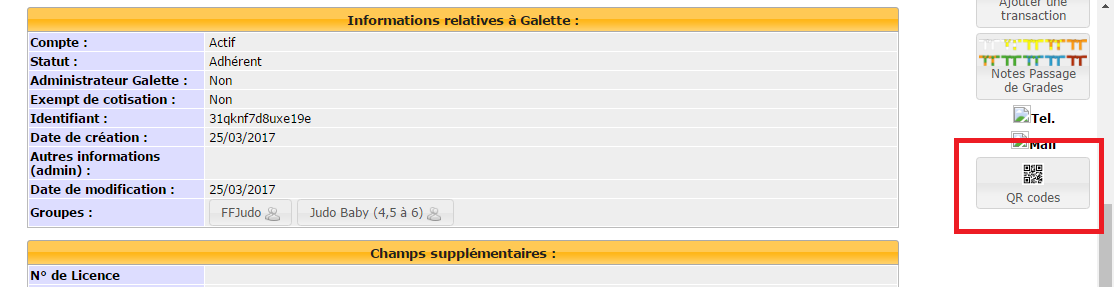 Informations relatives à Galette :
Compte : Actif
Statut : Adhérent
Administrateur Galette : Non
Exempt de cotisation : Non
Identifiant : 31qknf7d8uxe19e
Date de création : 25/03/2017
Autres informations
(admin) :
Date de modification : 25/03/2017
Groupes : FFJudo Judo Baby (4,5 à 6)
Champs supplémentaires :
N° de Licence
Ajouter une
transaction
Notes Passage
de Grades
Tel.
Mail
QR codes